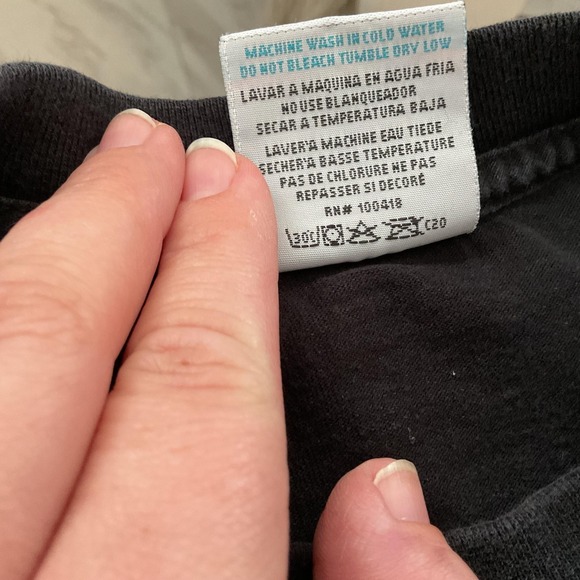 MACHINE WASH IN COLD WATER
DO NOT BLEACH TUMBLE DRY LOW
LAVAR A MAQUINA EN AGUA FRIA
NO USE BLANQUEADOR
SECAR A TEMPERATURA BAJA
LAVER'A MACHINE EAU TIEDE
SECHER'A BASSE TEMPERATURE
PAS DE CHLORURE NE PAS
REPASSER SI DECORÉ
RN# 100418
30°C C20